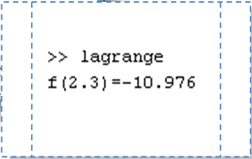 >> lagrange
f(2.3)=-10.976